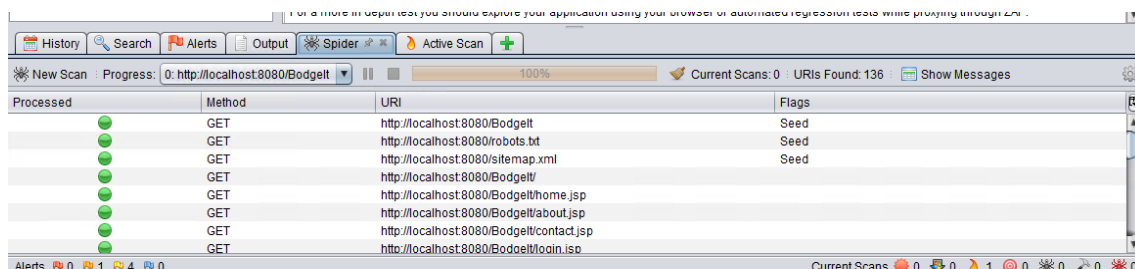 For a more in depth test you should explore your application using your browser or automated regression tests while proxying through ZAP.
History Search Alerts Output Spider Active Scan
New Scan Progress: 0: http://localhost:8080/BodgeIt 100% Current Scans: 0 URIs Found: 136 Show Messages
Processed Method URI Flags
GET http://localhost:8080/BodgeIt Seed
GET http://localhost:8080/robots.txt Seed
GET http://localhost:8080/sitemap.xml Seed
GET http://localhost:8080/BodgeIt/
GET http://localhost:8080/BodgeIt/home.jsp
GET http://localhost:8080/BodgeIt/about.jsp
GET http://localhost:8080/BodgeIt/contact.jsp
GET http://localhost:8080/BodgeIt/login.jsp
Alerts 0 1 4 0 Current Scans 0 0 1 0 0 0 0